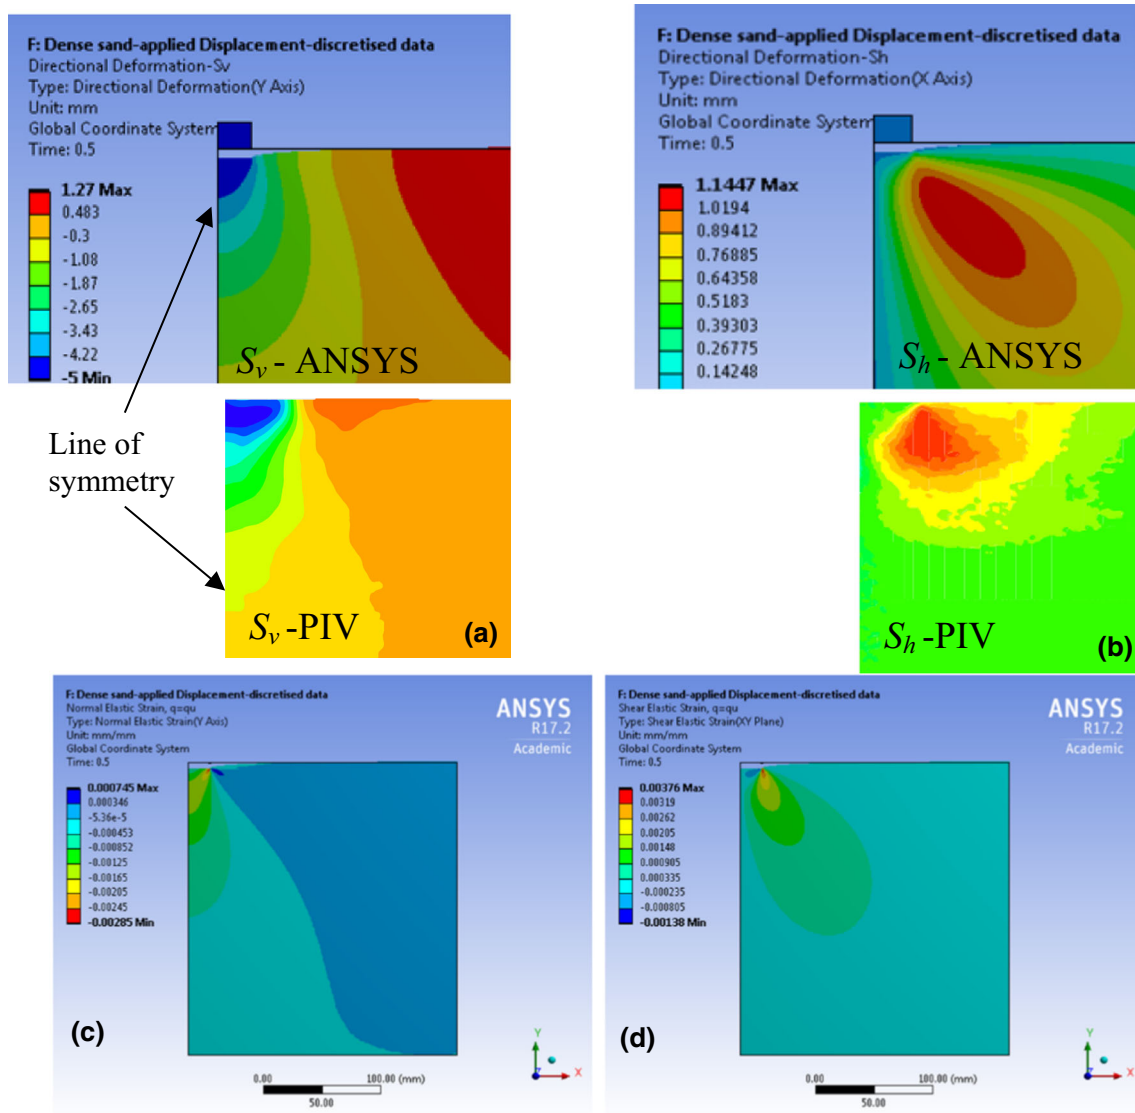 F: Dense sand-applied Displacement-discretised data
Directional Deformation-Sv
Type: Directional Deformation(Y Axis)
Unit: mm
Global Coordinate System
Time: 0.5
1.27 Max
0.483
-0.3
-1.08
-1.87
-2.65
-3.43
-4.22
-5 Min
Sv - ANSYS
F: Dense sand-applied Displacement-discretised data
Directional Deformation-Sh
Type: Directional Deformation(X Axis)
Unit: mm
Global Coordinate System
Time: 0.5
1.1447 Max
1.0194
0.89412
0.76885
0.64358
0.5183
0.39303
0.26775
0.14248
Sh - ANSYS
Line of
symmetry
Sv -PIV
(a)
Sh -PIV
(b)
F: Dense sand-applied Displacement-discretised data
Normal Elastic Strain, q=qu
Type: Normal Elastic Strain(Y Axis)
Unit: mm/mm
Global Coordinate System
Time: 0.5
ANSYS
R17.2
Academic
0.000745 Max
0.000346
-5.36e-5
-0.000453
-0.000852
-0.00125
-0.00165
-0.00205
-0.00245
-0.00285 Min
(c)
0.00
100.00 (mm)
50.00
Y
Z
X
F: Dense sand-applied Displacement-discretised data
Shear Elastic Strain, q=qu
Type: Shear Elastic Strain(XY Plane)
Unit: mm/mm
Global Coordinate System
Time: 0.5
ANSYS
R17.2
Academic
0.00376 Max
0.00319
0.00262
0.00205
0.00148
0.000905
0.000335
-0.000235
-0.000805
-0.00138 Min
(d)
0.00
100.00 (mm)
50.00
Y
Z
X